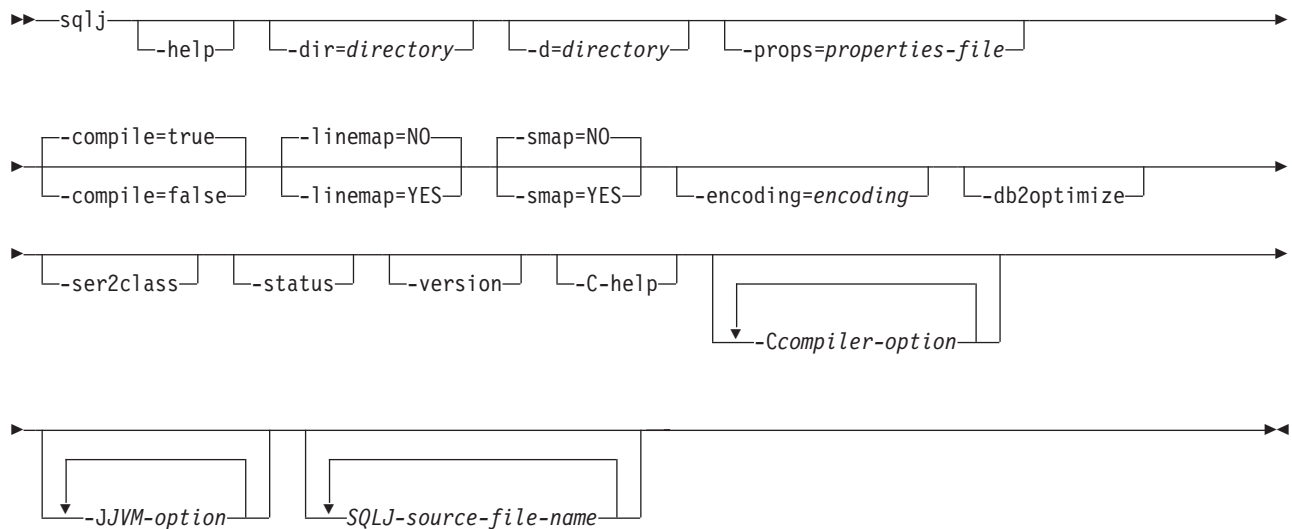 sqlj
-help -dir=directory -d=directory -props=properties-file
-compile=true -linemap=NO -smap=NO
-compile=false -linemap=YES -smap=YES -encoding=encoding -db2optimize
-ser2class -status -version -C-help
-Ccompiler-option
-JJVM-option SQLJ-source-file-name